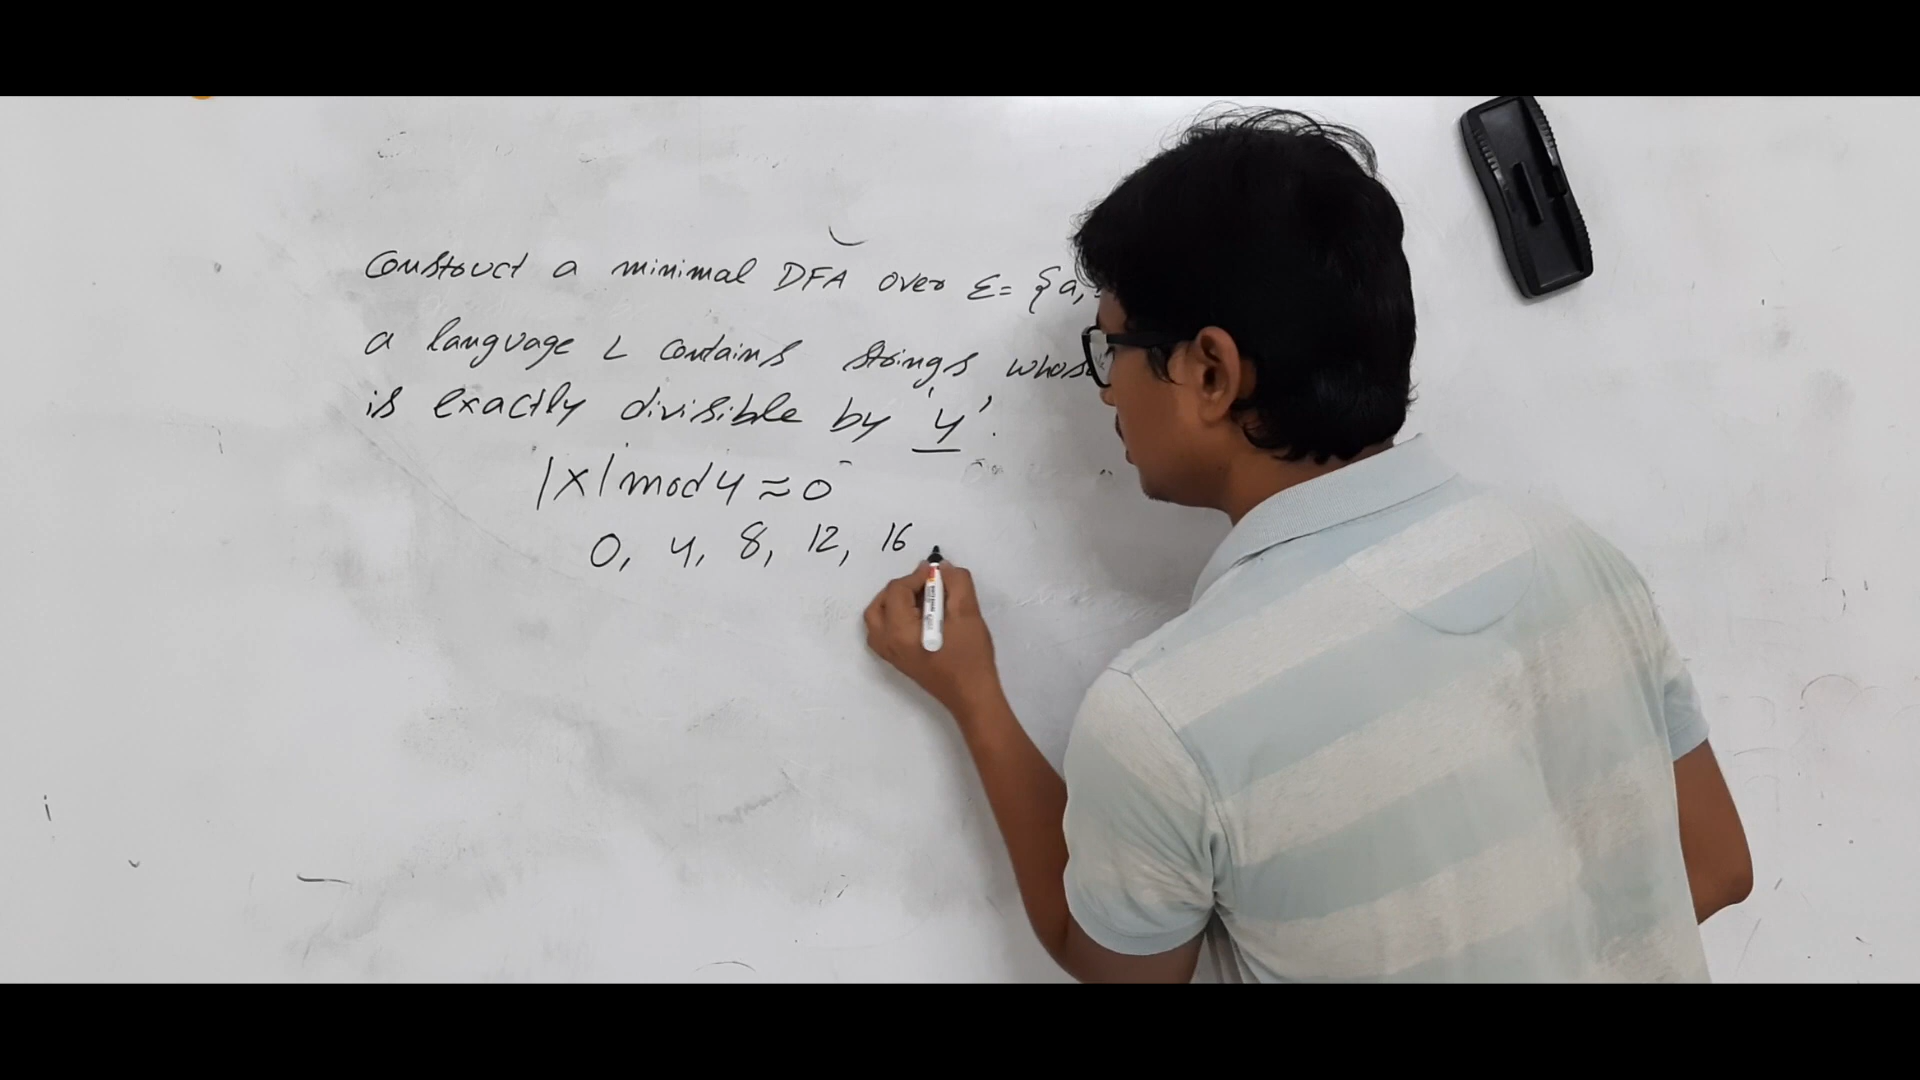 Construct a minimal DFA over Σ= {a,
a language L contains strings whose
is exactly divisible by '4'.
|x| mod 4 ≈ 0
0, 4, 8, 12, 16